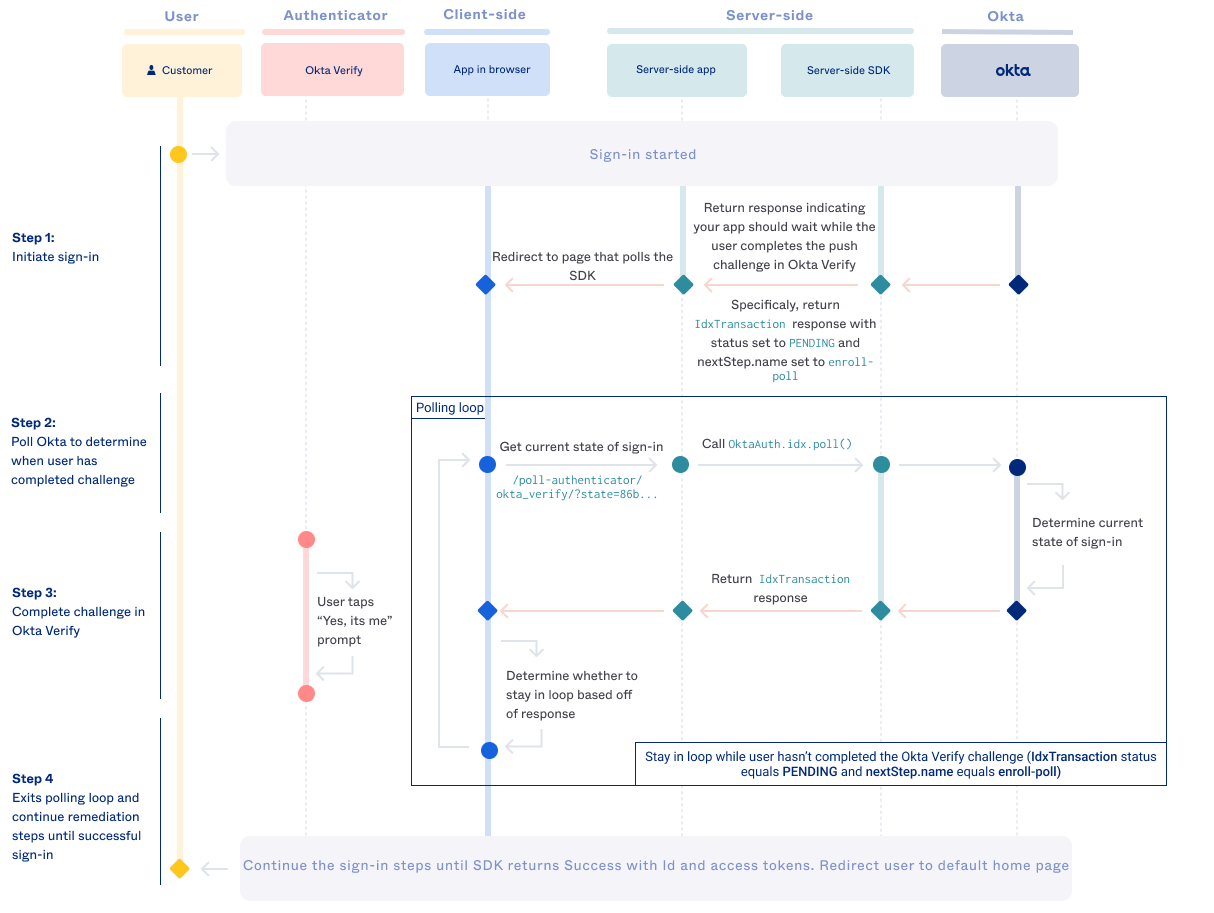 User
Authenticator
Client-side
Server-side
Okta
Customer
Okta Verify
App in browser
Server-side app
Server-side SDK
okta
Sign-in started
Step 1:
Initiate sign-in
Redirect to page that polls the
SDK
Return response indicating
your app should wait while the
user completes the push
challenge in Okta Verify
Specificaly, return
IdxTransaction response with
status set to PENDING and
nextStep.name set to enroll-
poll
Polling loop
Step 2:
Poll Okta to determine
when user has
completed challenge
Get current state of sign-in
/poll-authenticator/
okta_verify/?state=86b...
Call OktaAuth.idx.poll()
Determine current
state of sign-in
Step 3:
Complete challenge in
Okta Verify
User taps
“Yes, its me”
prompt
Return IdxTransaction
response
Determine whether to
stay in loop based off
of response
Stay in loop while user hasn’t completed the Okta Verify challenge (IdxTransaction status
equals PENDING and nextStep.name equals enroll-poll)
Step 4
Exits polling loop and
continue remediation
steps until successful
sign-in
Continue the sign-in steps until SDK returns Success with Id and access tokens. Redirect user to default home page